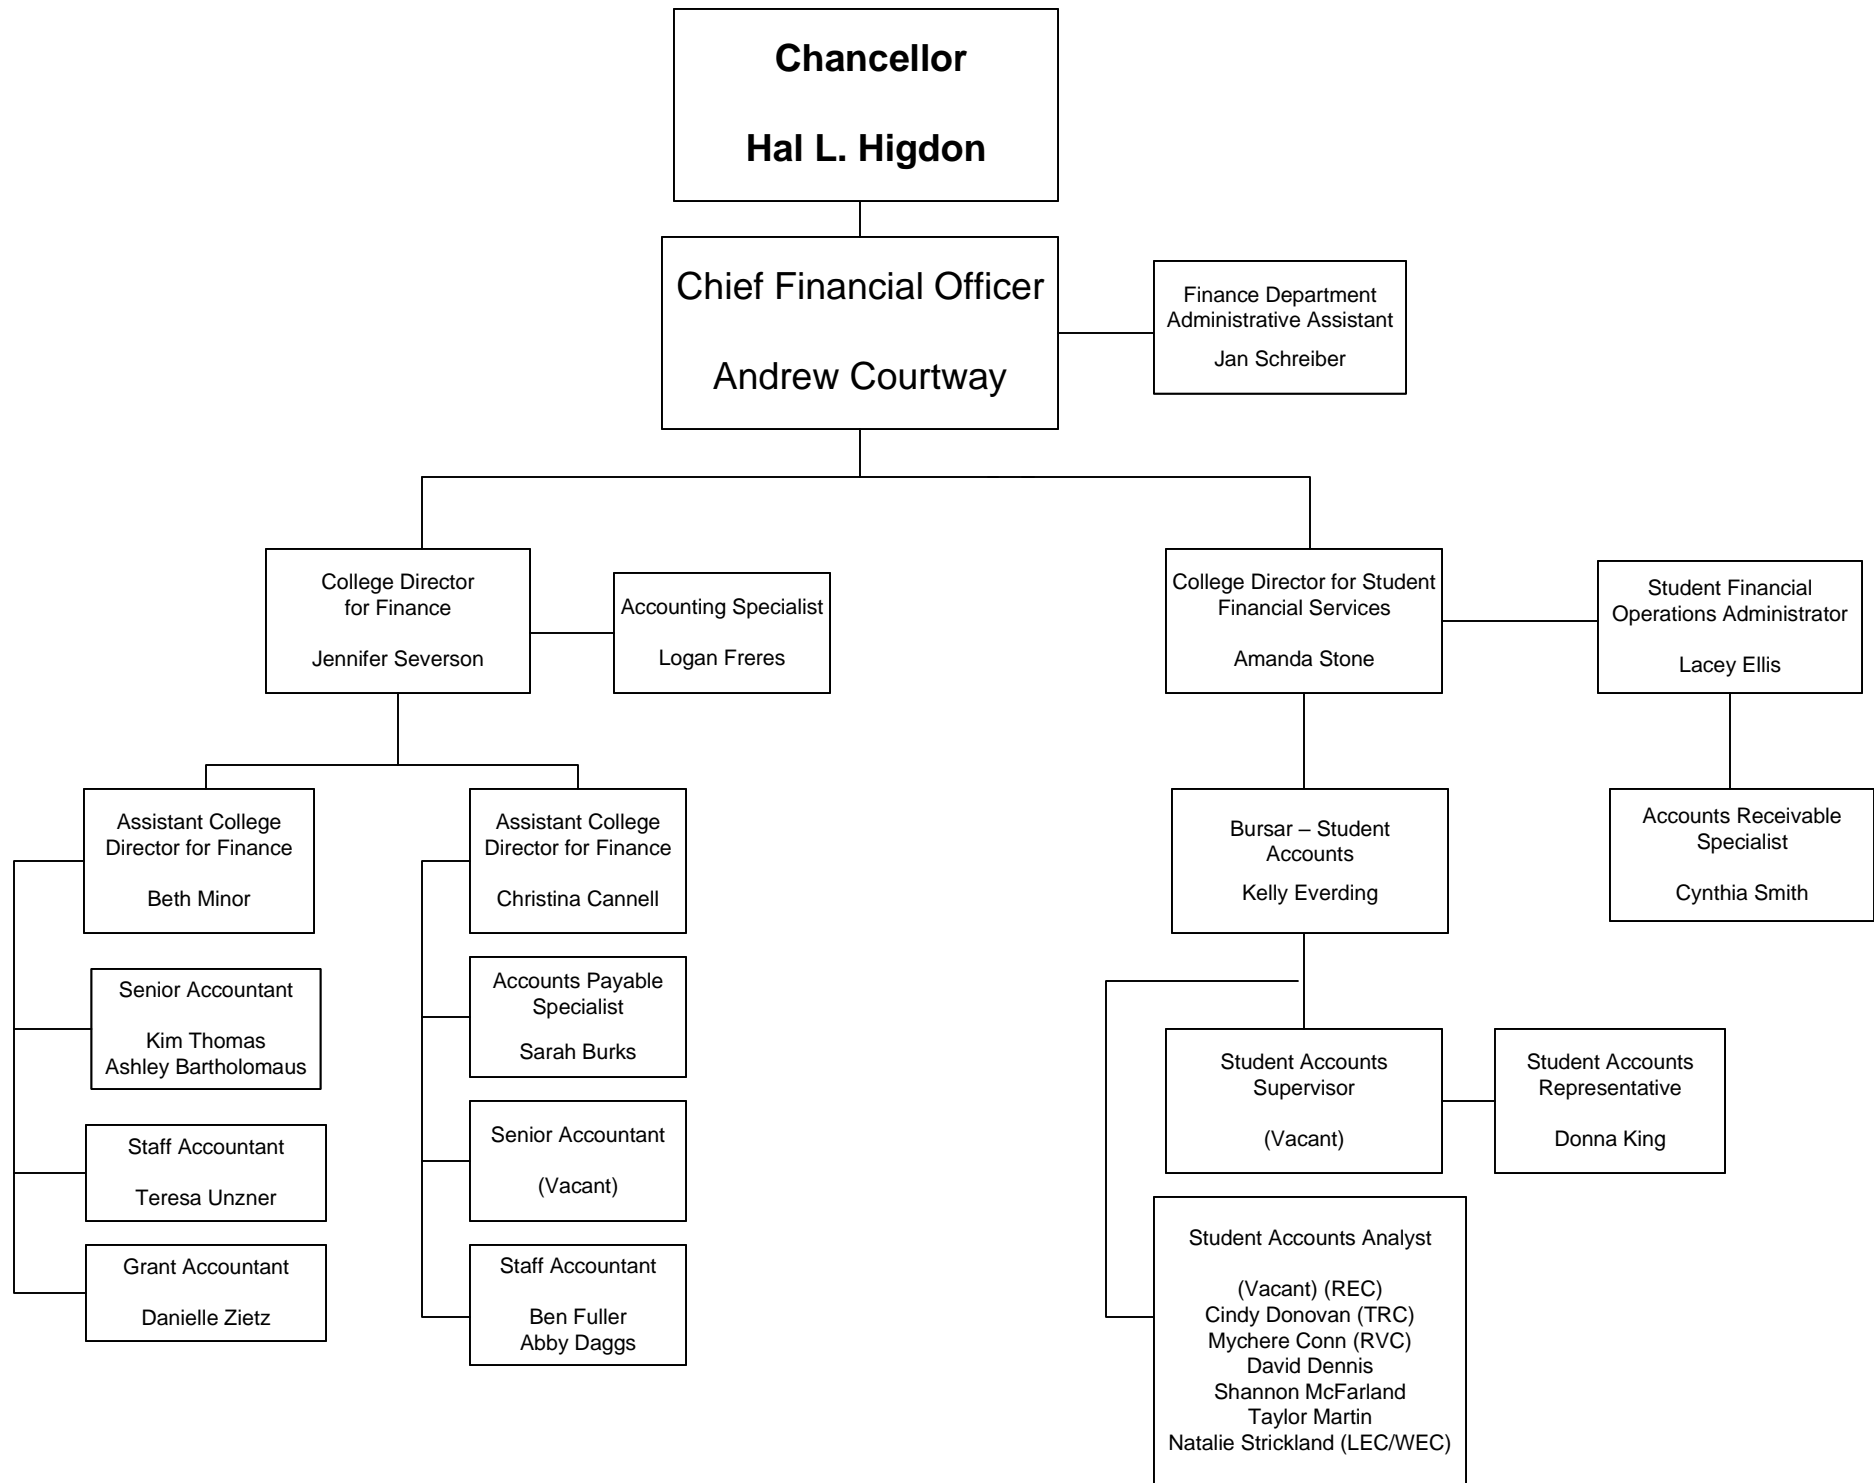 Chancellor
Hal L. Higdon
Chief Financial Officer
Andrew Courtway
Finance Department
Administrative Assistant
Jan Schreiber
College Director
for Finance
Jennifer Severson
Accounting Specialist
Logan Freres
College Director for Student
Financial Services
Amanda Stone
Student Financial
Operations Administrator
Lacey Ellis
Assistant College
Director for Finance
Beth Minor
Assistant College
Director for Finance
Christina Cannell
Bursar – Student
Accounts
Kelly Everding
Accounts Receivable
Specialist
Cynthia Smith
Senior Accountant
Kim Thomas
Ashley Bartholomaus
Accounts Payable
Specialist
Sarah Burks
Student Accounts
Supervisor
(Vacant)
Student Accounts
Representative
Donna King
Staff Accountant
Teresa Unzner
Senior Accountant
(Vacant)
Grant Accountant
Danielle Zietz
Staff Accountant
Ben Fuller
Abby Daggs
Student Accounts Analyst
(Vacant) (REC)
Cindy Donovan (TRC)
Mychere Conn (RVC)
David Dennis
Shannon McFarland
Taylor Martin
Natalie Strickland (LEC/WEC)